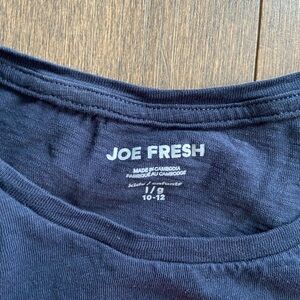 JOE FRESH
MADE IN CAMBODIA
FABRIQUÉ AU CAMBODGE
kids / enfants
l/g
10-12